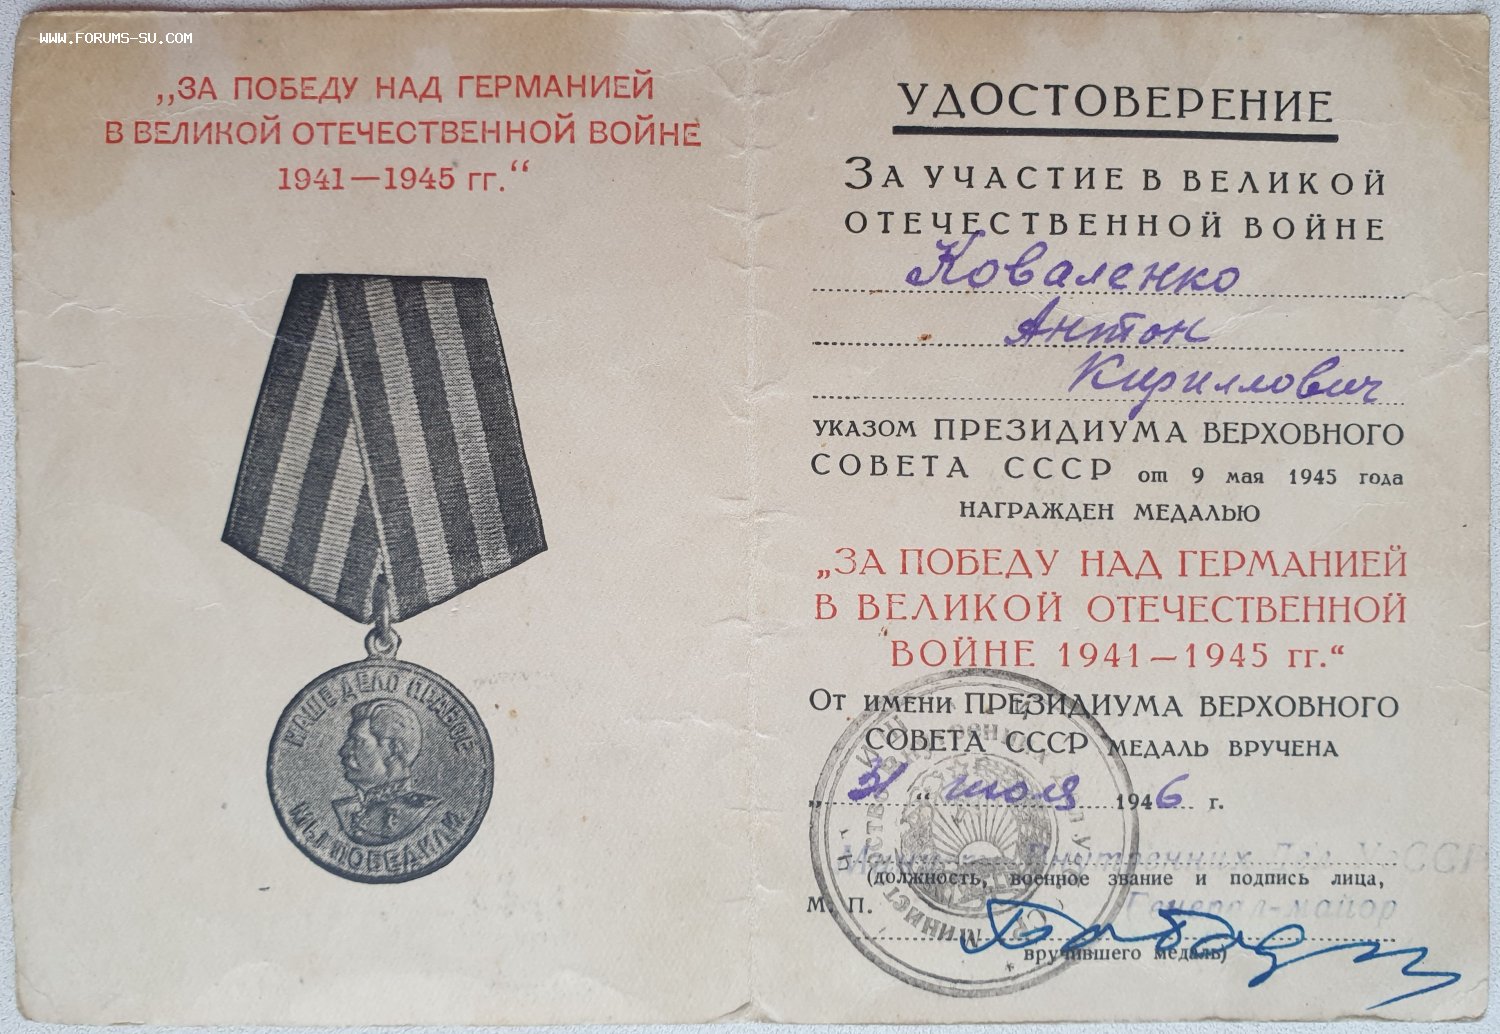 WWW.FORUMS-SU.COM
„ЗА ПОБЕДУ НАД ГЕРМАНИЕЙ
В ВЕЛИКОЙ ОТЕЧЕСТВЕННОЙ ВОЙНЕ
1941—1945 гг.“
НАШЕ ДЕЛО ПРАВОЕ
МЫ ПОБЕДИЛИ
УДОСТОВЕРЕНИЕ
ЗА УЧАСТИЕ В ВЕЛИКОЙ
ОТЕЧЕСТВЕННОЙ ВОЙНЕ
Коваленко
Антон
Кириллович
УКАЗОМ ПРЕЗИДИУМА ВЕРХОВНОГО
СОВЕТА СССР от 9 мая 1945 года
НАГРАЖДЕН МЕДАЛЬЮ
„ЗА ПОБЕДУ НАД ГЕРМАНИЕЙ
В ВЕЛИКОЙ ОТЕЧЕСТВЕННОЙ
ВОЙНЕ 1941—1945 гг.“
ОТ ИМЕНИ ПРЕЗИДИУМА ВЕРХОВНОГО
СОВЕТА СССР МЕДАЛЬ ВРУЧЕНА
„31“ июля 1946 г.
Внутренних Дел УзССР
(должность, военное звание и подпись лица,
М. П.
Генерал-майор
вручившего медаль)